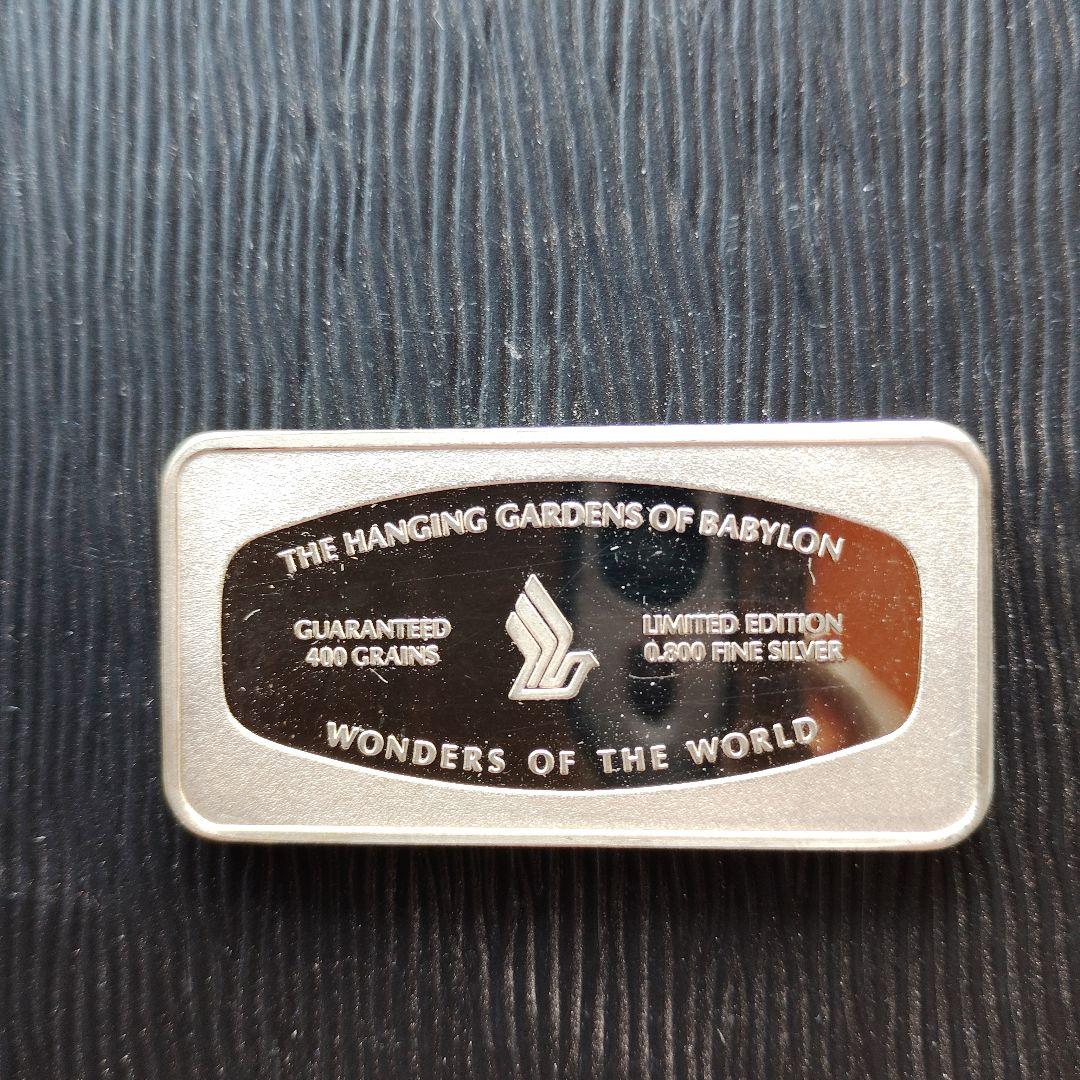 THE HANGING GARDENS OF BABYLON
GUARANTEED
400 GRAINS
LIMITED EDITION
0.800 FINE SILVER
WONDERS OF THE WORLD